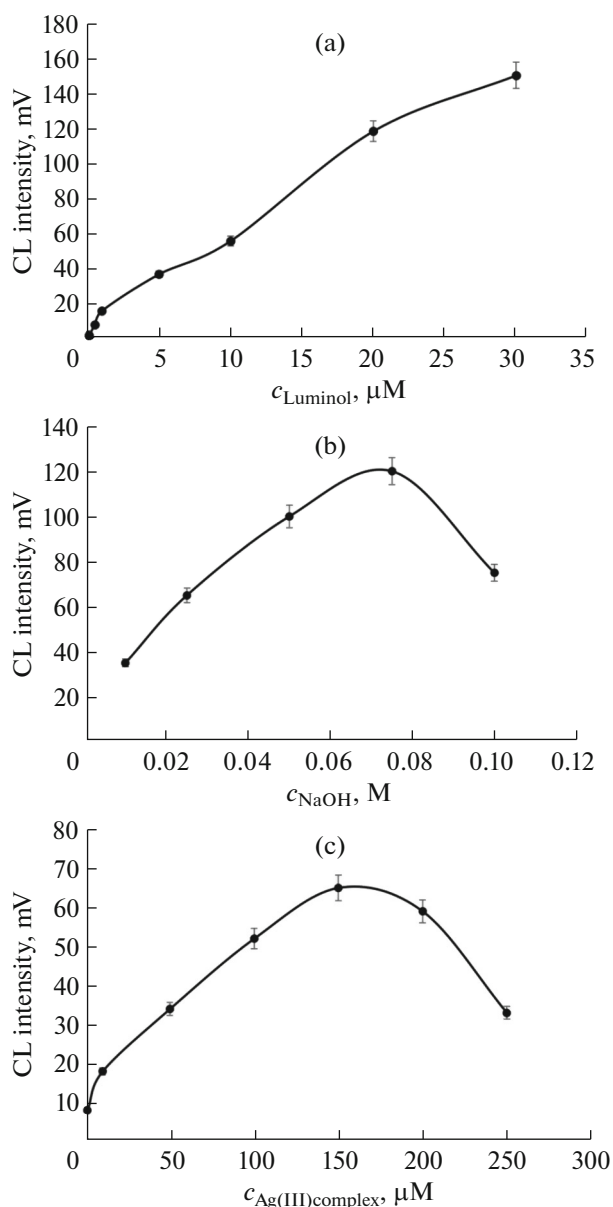 (a)
180
160
140
120
100
80
60
40
20
0 5 10 15 20 25 30 35
CL intensity, mV
cLuminol, μM
(b)
140
120
100
80
60
40
20
0 0.02 0.04 0.06 0.08 0.10 0.12
CL intensity, mV
cNaOH, M
(c)
80
70
60
50
40
30
20
10
0 50 100 150 200 250 300
CL intensity, mV
cAg(III)complex, μM